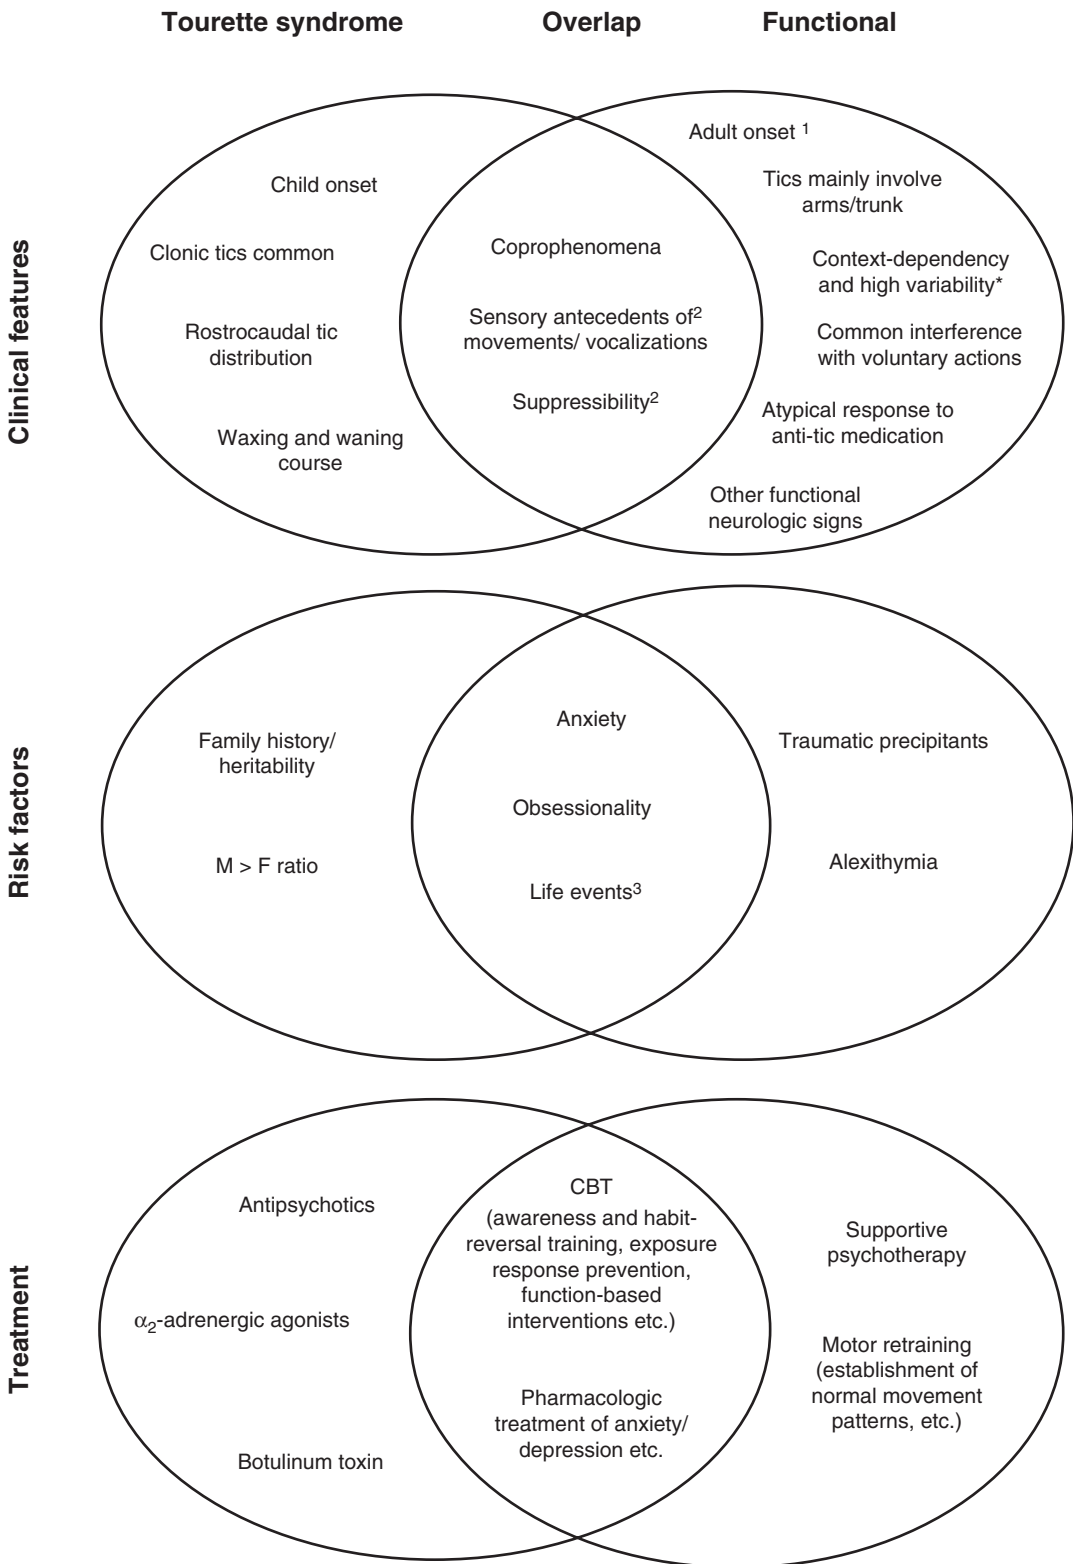 Tourette syndrome Overlap Functional
Clinical features
Child onset
Clonic tics common
Rostrocaudal tic
distribution
Waxing and waning
course
Coprophenomena
Sensory antecedents of²
movements/ vocalizations
Suppressibility²
Adult onset ¹
Tics mainly involve
arms/trunk
Context-dependency
and high variability*
Common interference
with voluntary actions
Atypical response to
anti-tic medication
Other functional
neurologic signs
Risk factors
Family history/
heritability
M > F ratio
Anxiety
Obsessionality
Life events³
Traumatic precipitants
Alexithymia
Treatment
Antipsychotics
α₂-adrenergic agonists
Botulinum toxin
CBT
(awareness and habit-
reversal training, exposure
response prevention,
function-based
interventions etc.)
Pharmacologic
treatment of anxiety/
depression etc.
Supportive
psychotherapy
Motor retraining
(establishment of
normal movement
patterns, etc.)